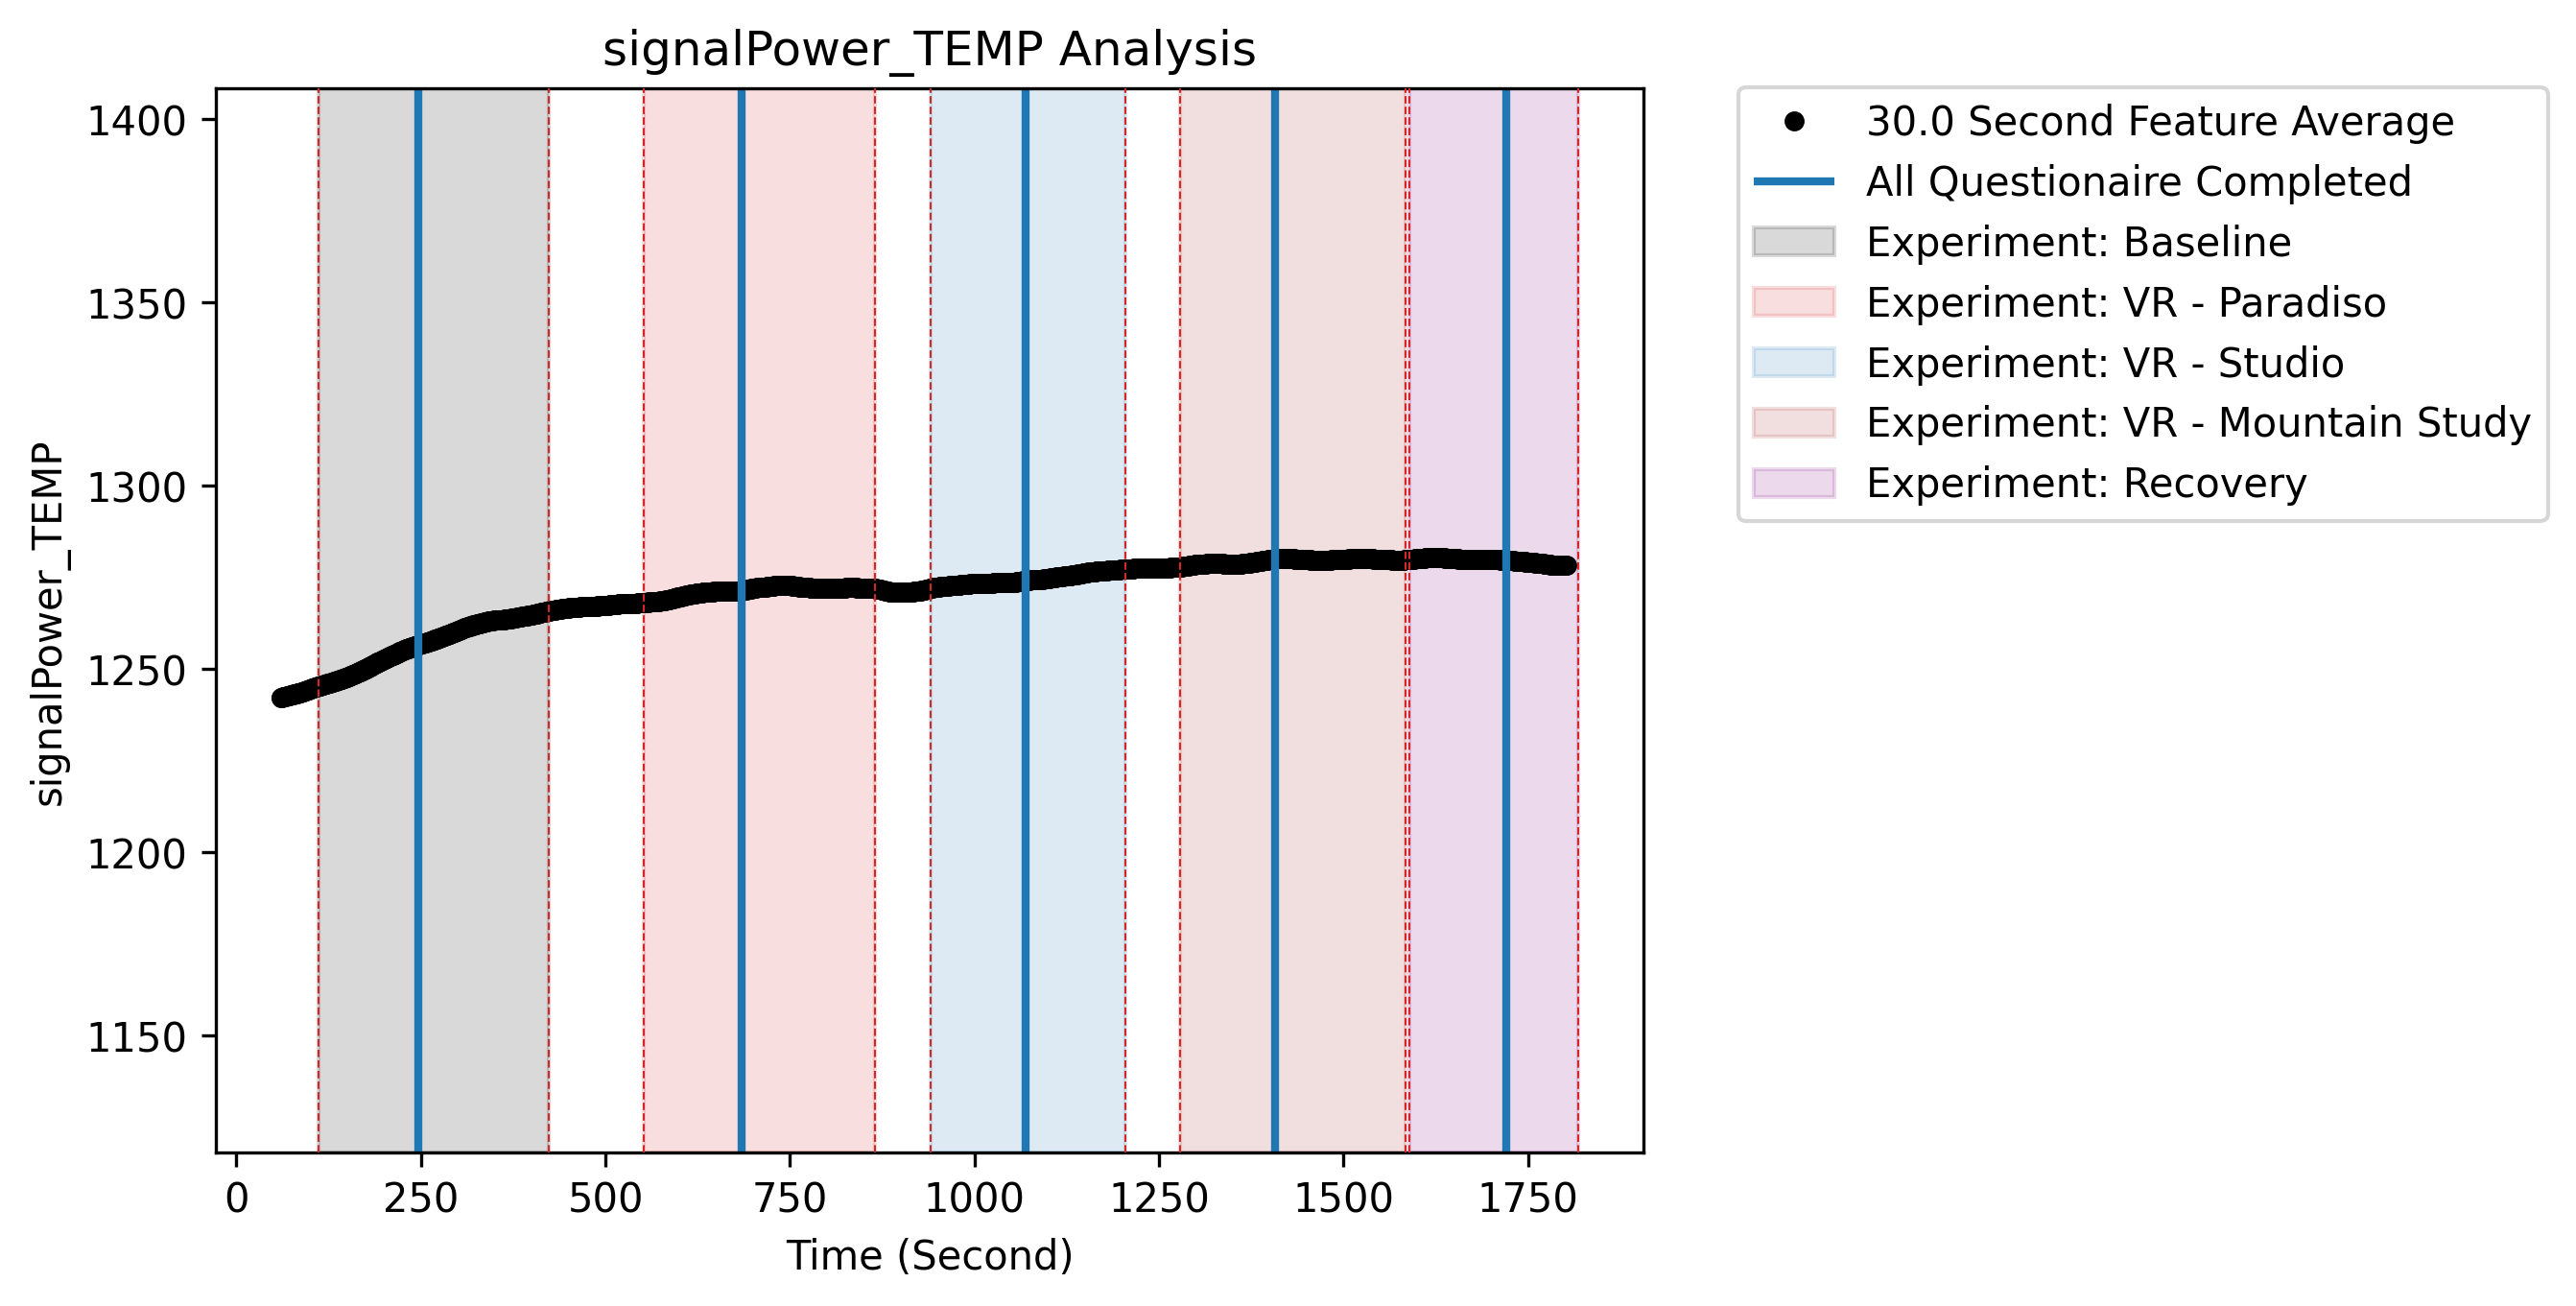 signalPower_TEMP Analysis
1400
1350
1300
1250
1200
1150
signalPower_TEMP
0 250 500 750 1000 1250 1500 1750
Time (Second)
30.0 Second Feature Average
All Questionaire Completed
Experiment: Baseline
Experiment: VR - Paradiso
Experiment: VR - Studio
Experiment: VR - Mountain Study
Experiment: Recovery